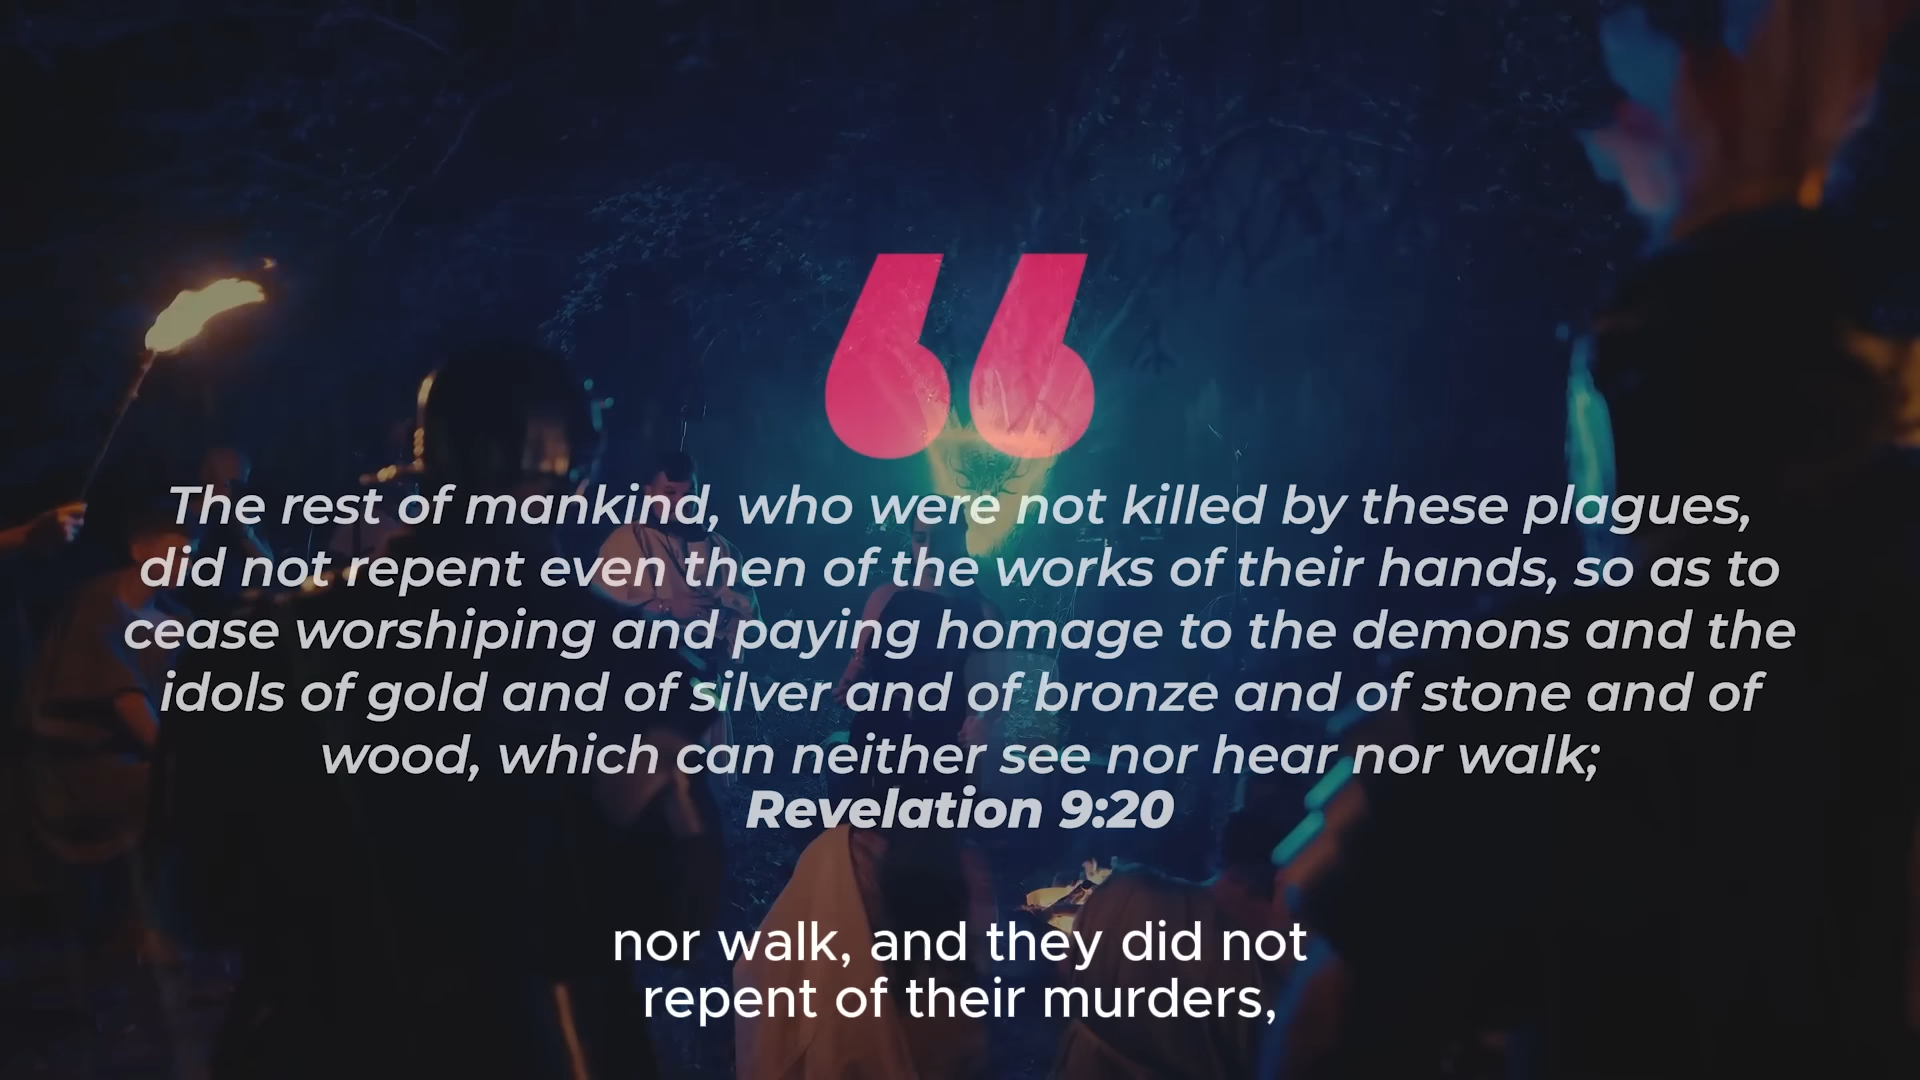 The rest of mankind, who were not killed by these plagues,
did not repent even then of the works of their hands, so as to
cease worshiping and paying homage to the demons and the
idols of gold and of silver and of bronze and of stone and of
wood, which can neither see nor hear nor walk;
Revelation 9:20
nor walk, and they did not
repent of their murders,